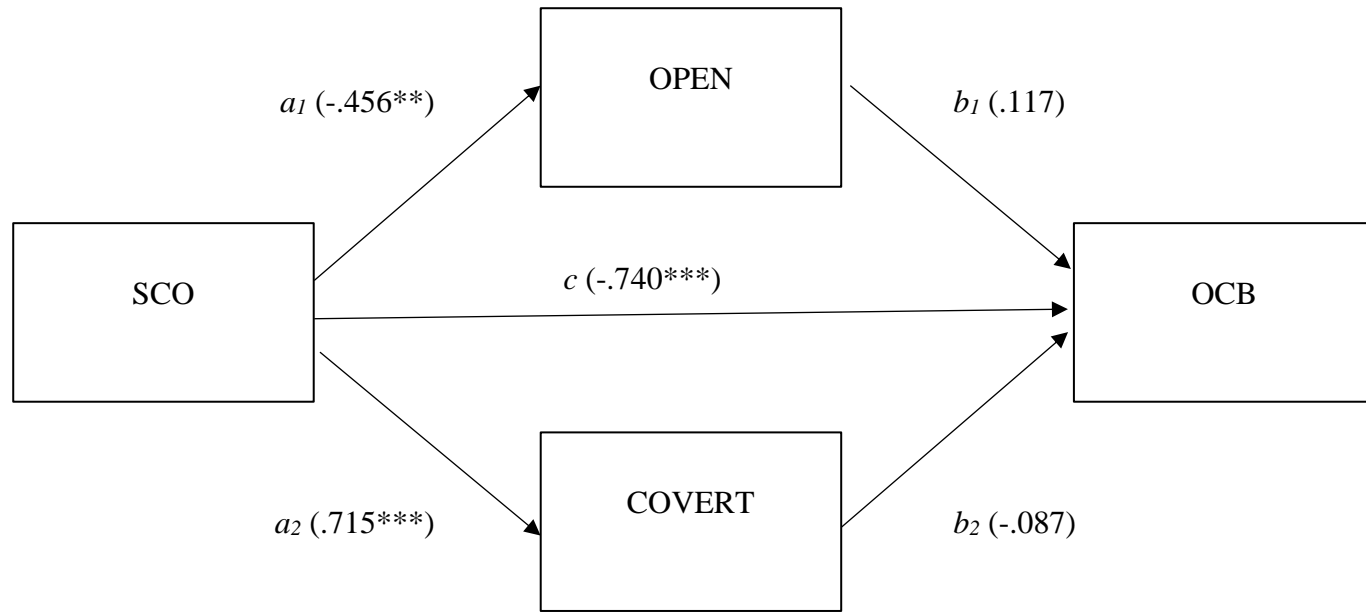 OPEN
a1 (-.456**)
b1 (.117)
SCO
c (-.740***)
OCB
COVERT
a2 (.715***)
b2 (-.087)